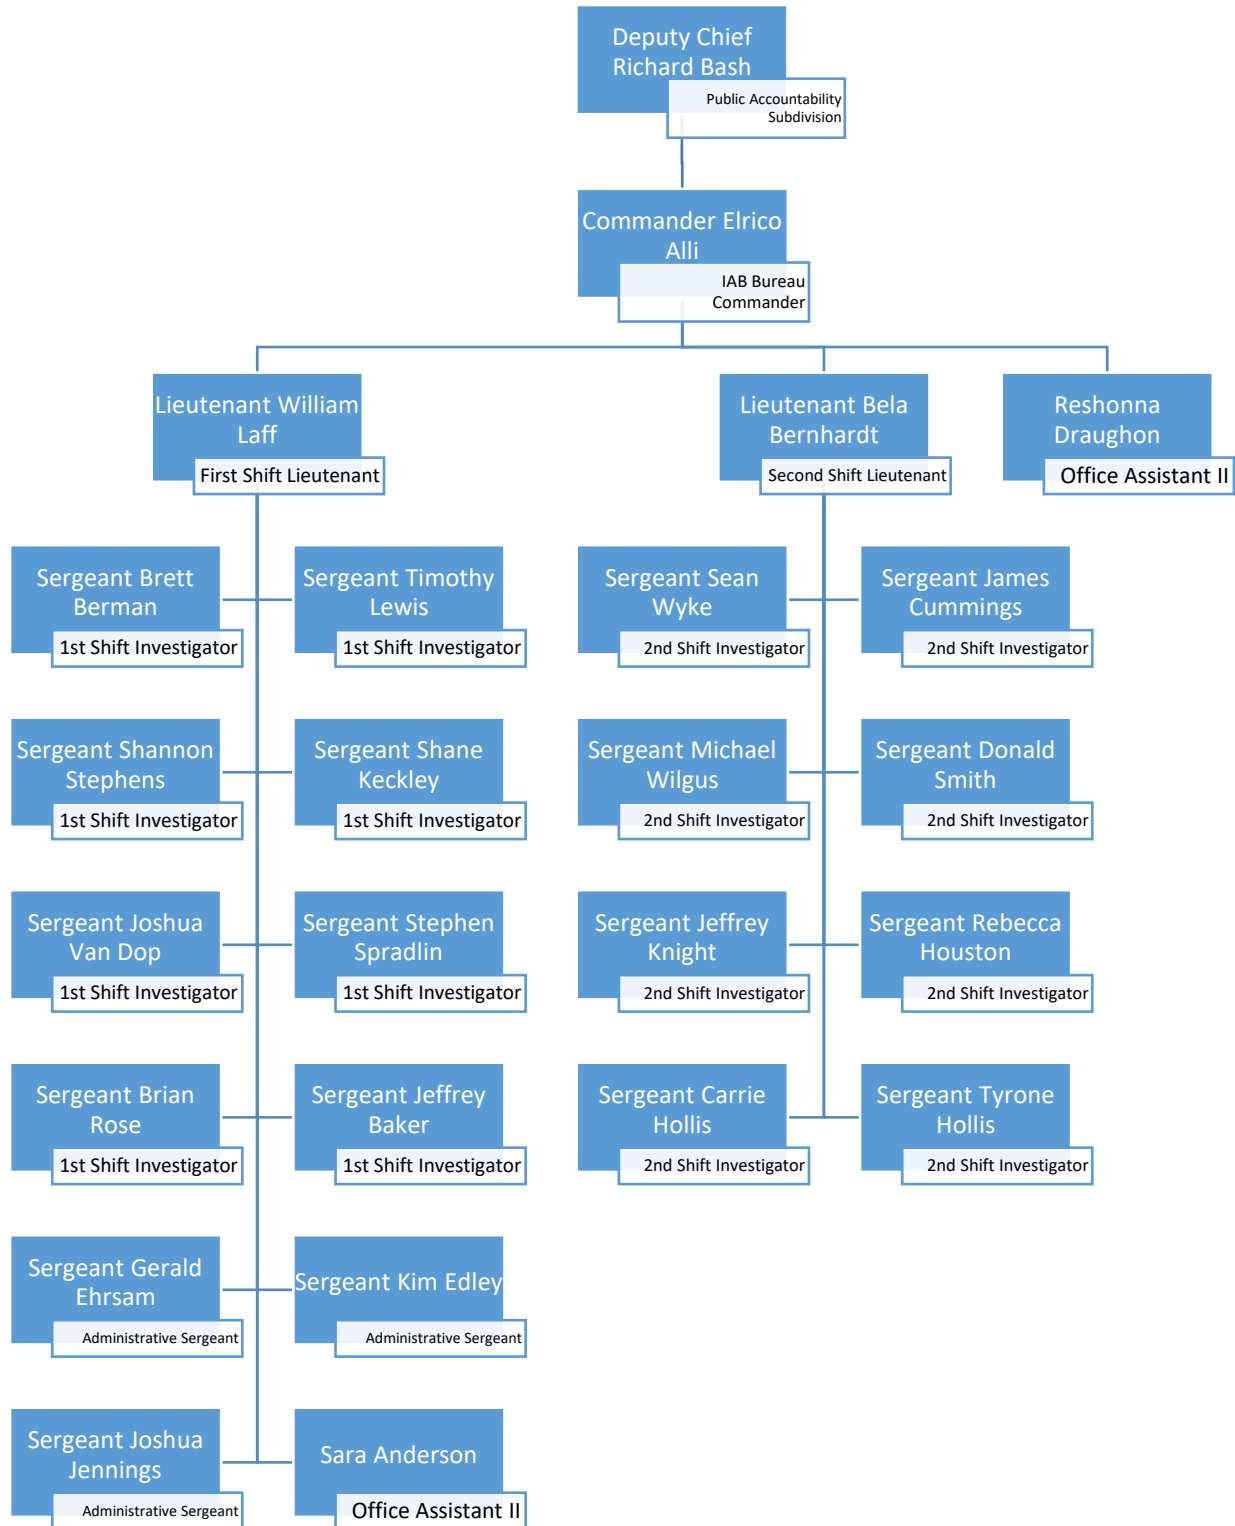 Deputy Chief
Richard Bash
Public Accountability
Subdivision
Commander Elrico
Alli
IAB Bureau
Commander
Lieutenant William
Laff
First Shift Lieutenant
Lieutenant Bela
Bernhardt
Second Shift Lieutenant
Reshonna
Draughon
Office Assistant II
Sergeant Brett
Berman
1st Shift Investigator
Sergeant Timothy
Lewis
1st Shift Investigator
Sergeant Sean
Wyke
2nd Shift Investigator
Sergeant James
Cummings
2nd Shift Investigator
Sergeant Shannon
Stephens
1st Shift Investigator
Sergeant Shane
Keckley
1st Shift Investigator
Sergeant Michael
Wilgus
2nd Shift Investigator
Sergeant Donald
Smith
2nd Shift Investigator
Sergeant Joshua
Van Dop
1st Shift Investigator
Sergeant Stephen
Spradlin
1st Shift Investigator
Sergeant Jeffrey
Knight
2nd Shift Investigator
Sergeant Rebecca
Houston
2nd Shift Investigator
Sergeant Brian
Rose
1st Shift Investigator
Sergeant Jeffrey
Baker
1st Shift Investigator
Sergeant Carrie
Hollis
2nd Shift Investigator
Sergeant Tyrone
Hollis
2nd Shift Investigator
Sergeant Gerald
Ehrsam
Administrative Sergeant
Sergeant Kim Edley
Administrative Sergeant
Sergeant Joshua
Jennings
Administrative Sergeant
Sara Anderson
Office Assistant II